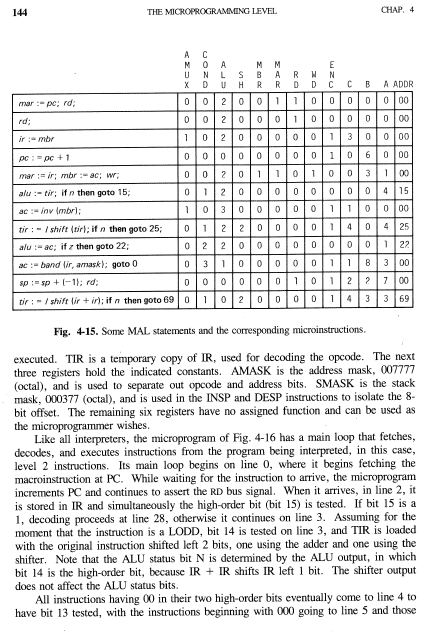 144 THE MICROPROGRAMMING LEVEL CHAP. 4
A C
M O A M M E
U N L S B A R W N
X D U H R R D D C C B A ADDR
mar := pc; rd; 0 0 2 0 0 1 1 0 0 0 0 0 00
rd; 0 0 2 0 0 0 1 0 0 0 0 0 00
ir := mbr 1 0 2 0 0 0 0 0 1 3 0 0 00
pc : = pc + 1 0 0 0 0 0 0 0 0 1 0 6 0 00
mar := ir; mbr := ac; wr; 0 0 2 0 1 1 0 1 0 0 3 1 00
alu := tir; if n then goto 15; 0 1 2 0 0 0 0 0 0 0 0 4 15
ac := inv (mbr); 1 0 3 0 0 0 0 0 1 1 0 0 00
tir : = l shift (tir); if n then goto 25; 0 1 2 2 0 0 0 0 1 4 0 4 25
alu := ac; if z then goto 22; 0 2 2 0 0 0 0 0 0 0 0 1 22
ac := band (ir, amask); goto 0 0 3 1 0 0 0 0 0 1 1 8 3 00
sp := sp + (−1); rd; 0 0 0 0 0 0 1 0 1 2 2 7 00
tir : = l shift (ir + ir); if n then goto 69 0 1 0 2 0 0 0 0 1 4 3 3 69
Fig. 4-15. Some MAL statements and the corresponding microinstructions.
executed. TIR is a temporary copy of IR, used for decoding the opcode. The next
three registers hold the indicated constants. AMASK is the address mask, 007777
(octal), and is used to separate out opcode and address bits. SMASK is the stack
mask, 000377 (octal), and is used in the INSP and DESP instructions to isolate the 8-
bit offset. The remaining six registers have no assigned function and can be used as
the microprogrammer wishes.
Like all interpreters, the microprogram of Fig. 4-16 has a main loop that fetches,
decodes, and executes instructions from the program being interpreted, in this case,
level 2 instructions. Its main loop begins on line 0, where it begins fetching the
macroinstruction at PC. While waiting for the instruction to arrive, the microprogram
increments PC and continues to assert the RD bus signal. When it arrives, in line 2, it
is stored in IR and simultaneously the high-order bit (bit 15) is tested. If bit 15 is a
1, decoding proceeds at line 28, otherwise it continues on line 3. Assuming for the
moment that the instruction is a LODD, bit 14 is tested on line 3, and TIR is loaded
with the original instruction shifted left 2 bits, one using the adder and one using the
shifter. Note that the ALU status bit N is determined by the ALU output, in which
bit 14 is the high-order bit, because IR + IR shifts IR left 1 bit. The shifter output
does not affect the ALU status bits.
All instructions having 00 in their two high-order bits eventually come to line 4 to
have bit 13 tested, with the instructions beginning with 000 going to line 5 and those